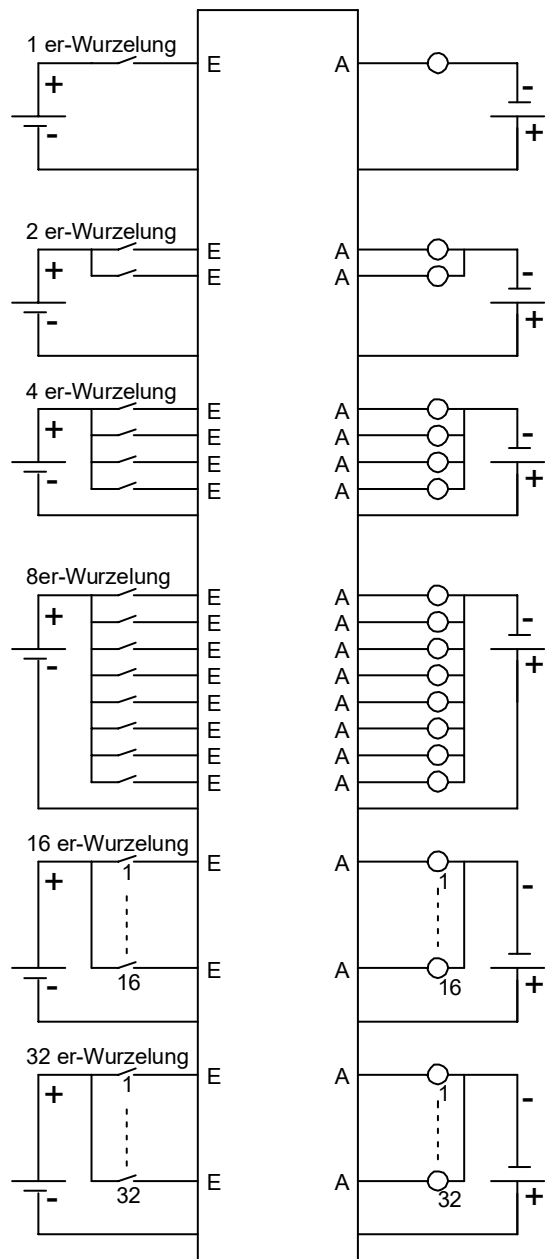 1 er-Wurzelung
+ E A -
- +
2 er-Wurzelung
E A
+ E A -
- +
4 er-Wurzelung
E A
+ E A -
- E A +
E A
8er-Wurzelung
E A
+ E A -
- E A +
E A
E A
E A
E A
E A
16 er-Wurzelung
+ 1 E A 1 -
- 16 E A 16 +
32 er-Wurzelung
+ 1 E A 1 -
- 32 E A 32 +